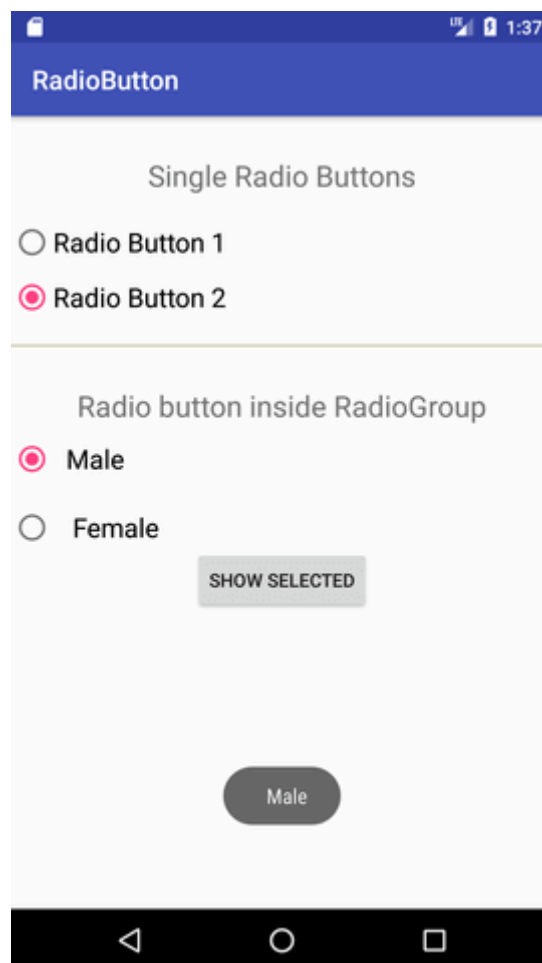 LTE 1:37
RadioButton
Single Radio Buttons
Radio Button 1
Radio Button 2
Radio button inside RadioGroup
Male
Female
SHOW SELECTED
Male